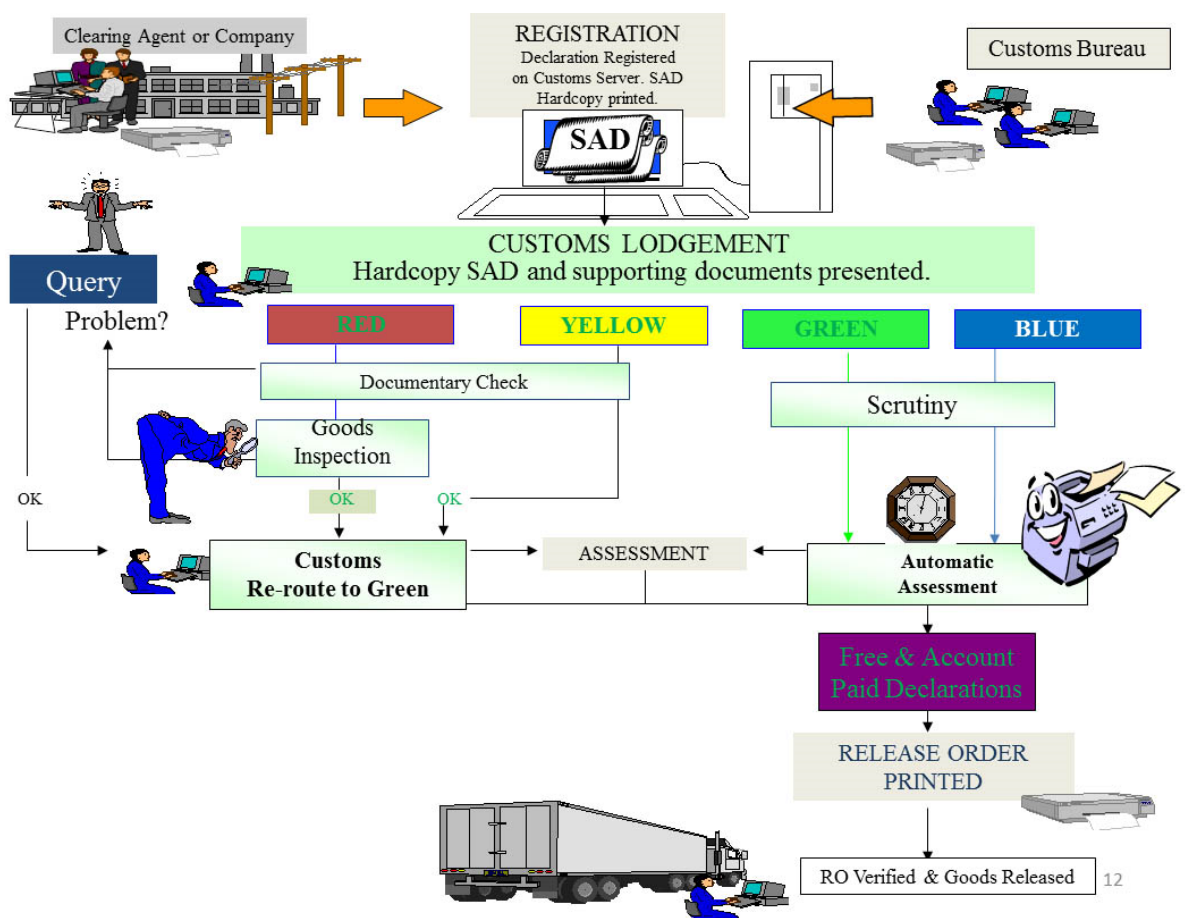 Clearing Agent or Company
REGISTRATION
Declaration Registered
on Customs Server. SAD
Hardcopy printed.
SAD
Customs Bureau
CUSTOMS LODGEMENT
Hardcopy SAD and supporting documents presented.
Query
Problem?
RED
YELLOW
GREEN
BLUE
Documentary Check
Scrutiny
Goods
Inspection
OK
OK
OK
Customs
Re-route to Green
ASSESSMENT
Automatic
Assessment
Free & Account
Paid Declarations
RELEASE ORDER
PRINTED
RO Verified & Goods Released
12